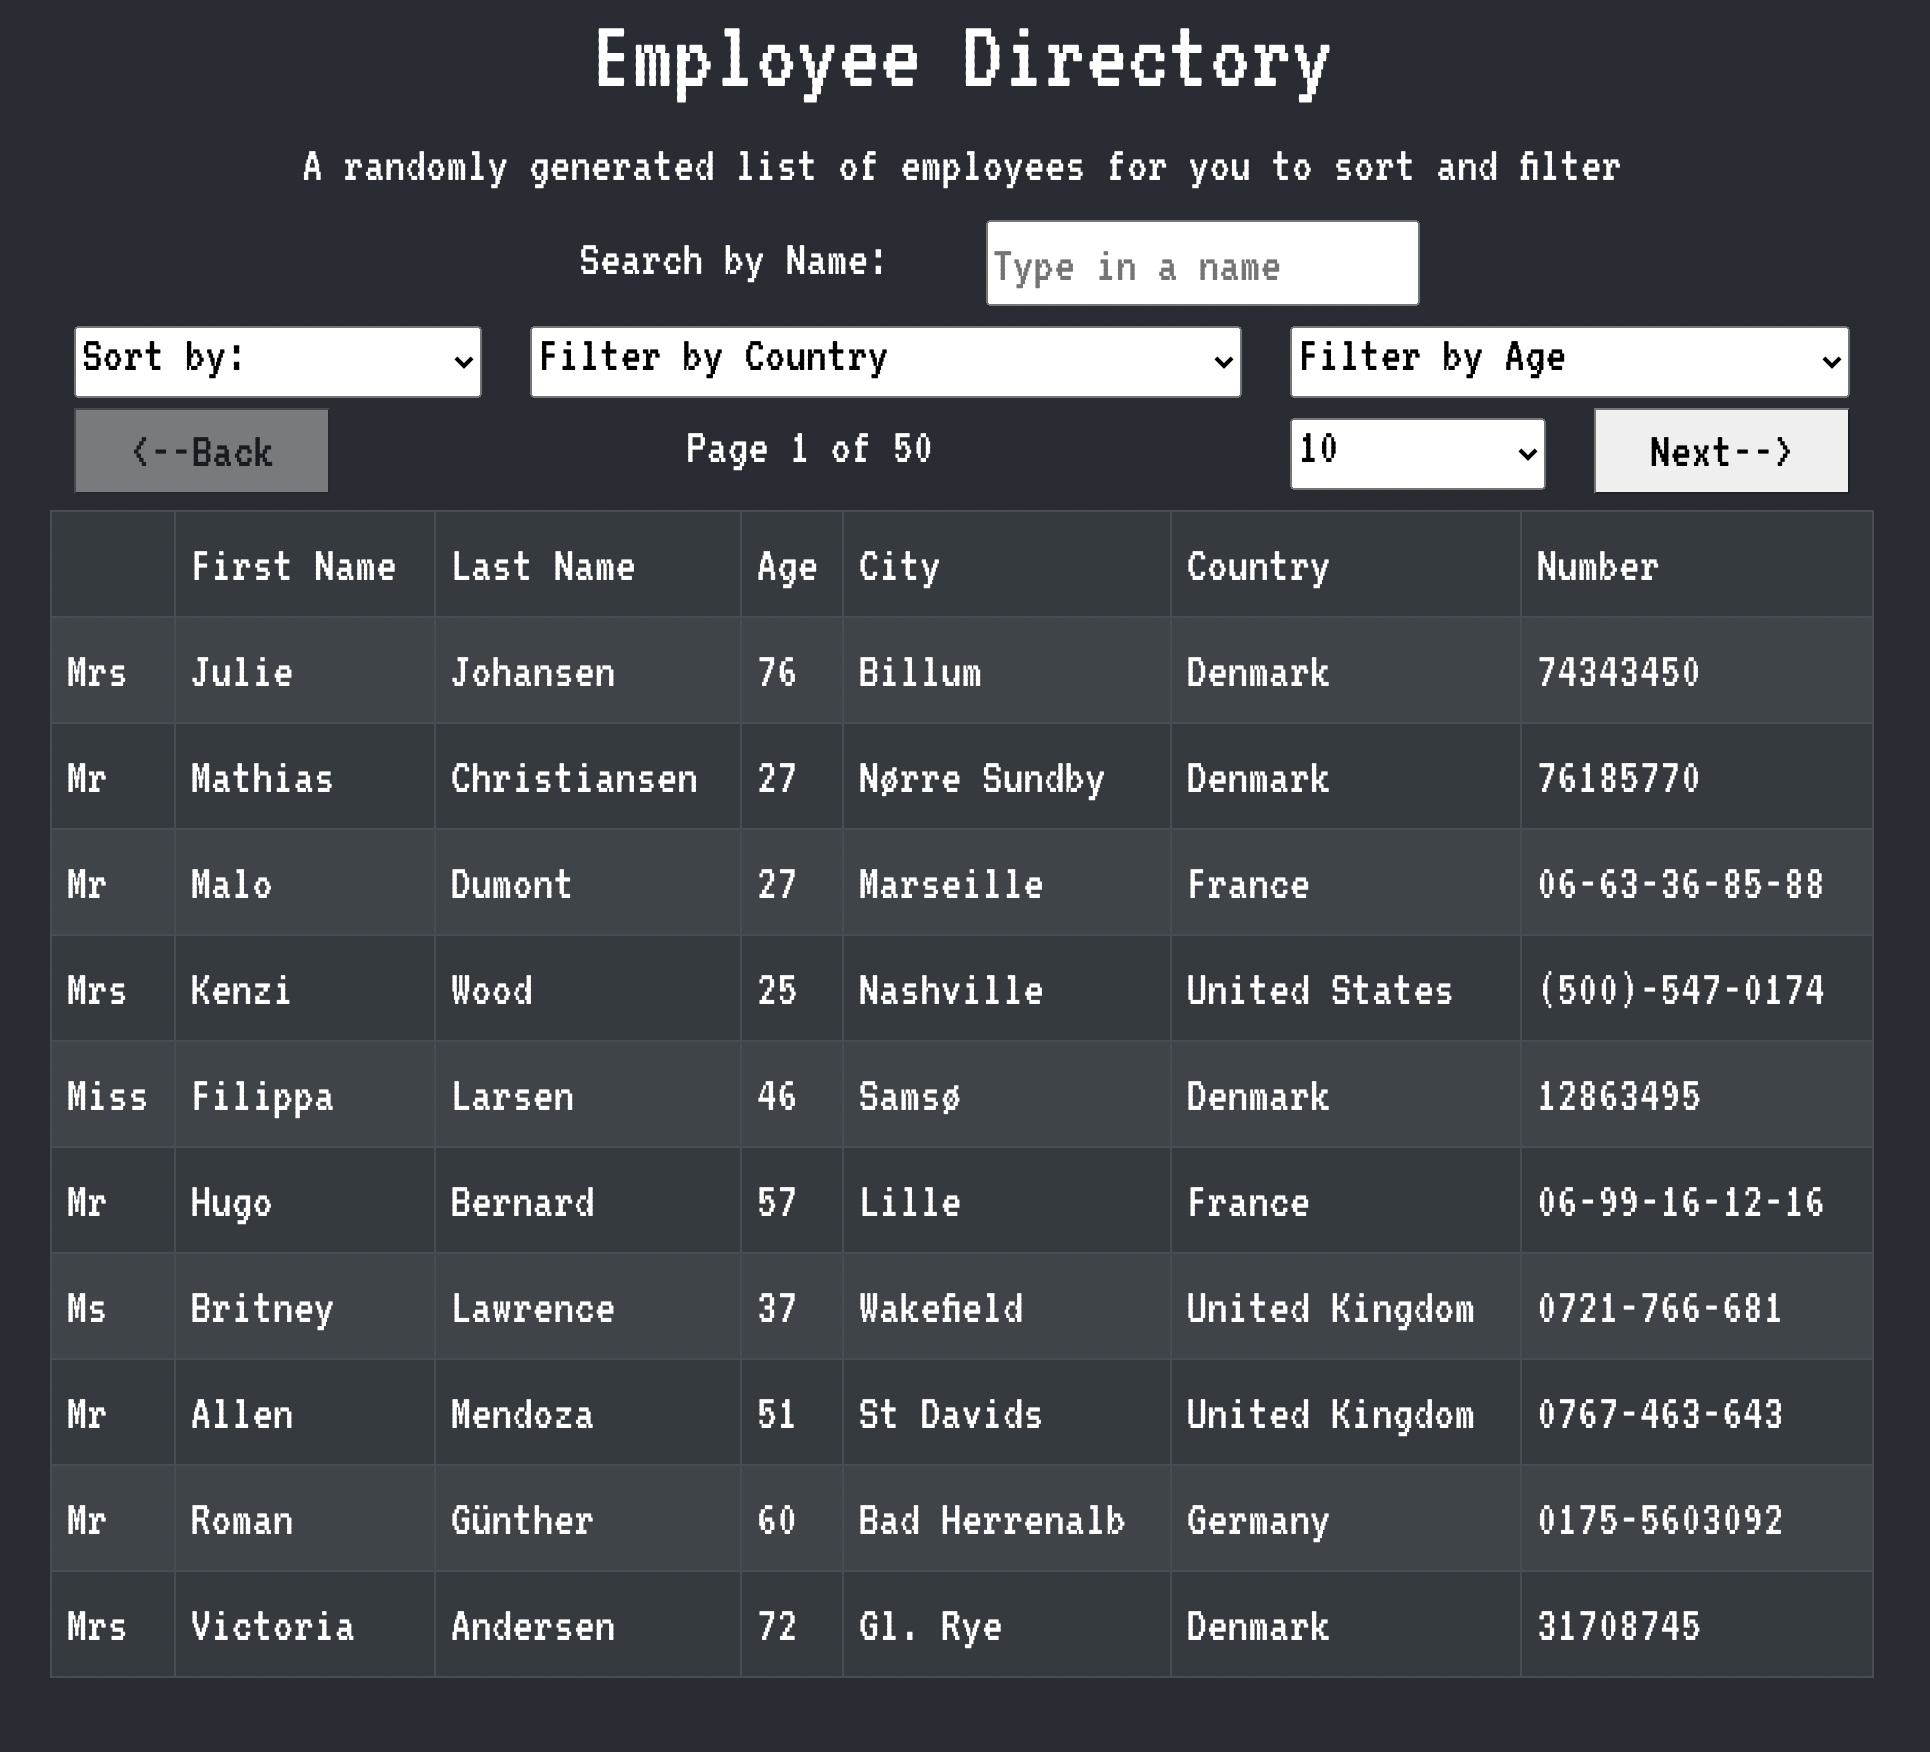 Employee Directory
A randomly generated list of employees for you to sort and filter
Search by Name: Type in a name
Sort by: Filter by Country Filter by Age
<--Back Page 1 of 50 10 Next-->
First Name Last Name Age City Country Number
Mrs Julie Johansen 76 Billum Denmark 74343450
Mr Mathias Christiansen 27 Nørre Sundby Denmark 76185770
Mr Malo Dumont 27 Marseille France 06-63-36-85-88
Mrs Kenzi Wood 25 Nashville United States (500)-547-0174
Miss Filippa Larsen 46 Samsø Denmark 12863495
Mr Hugo Bernard 57 Lille France 06-99-16-12-16
Ms Britney Lawrence 37 Wakefield United Kingdom 0721-766-681
Mr Allen Mendoza 51 St Davids United Kingdom 0767-463-643
Mr Roman Günther 60 Bad Herrenalb Germany 0175-5603092
Mrs Victoria Andersen 72 Gl. Rye Denmark 31708745